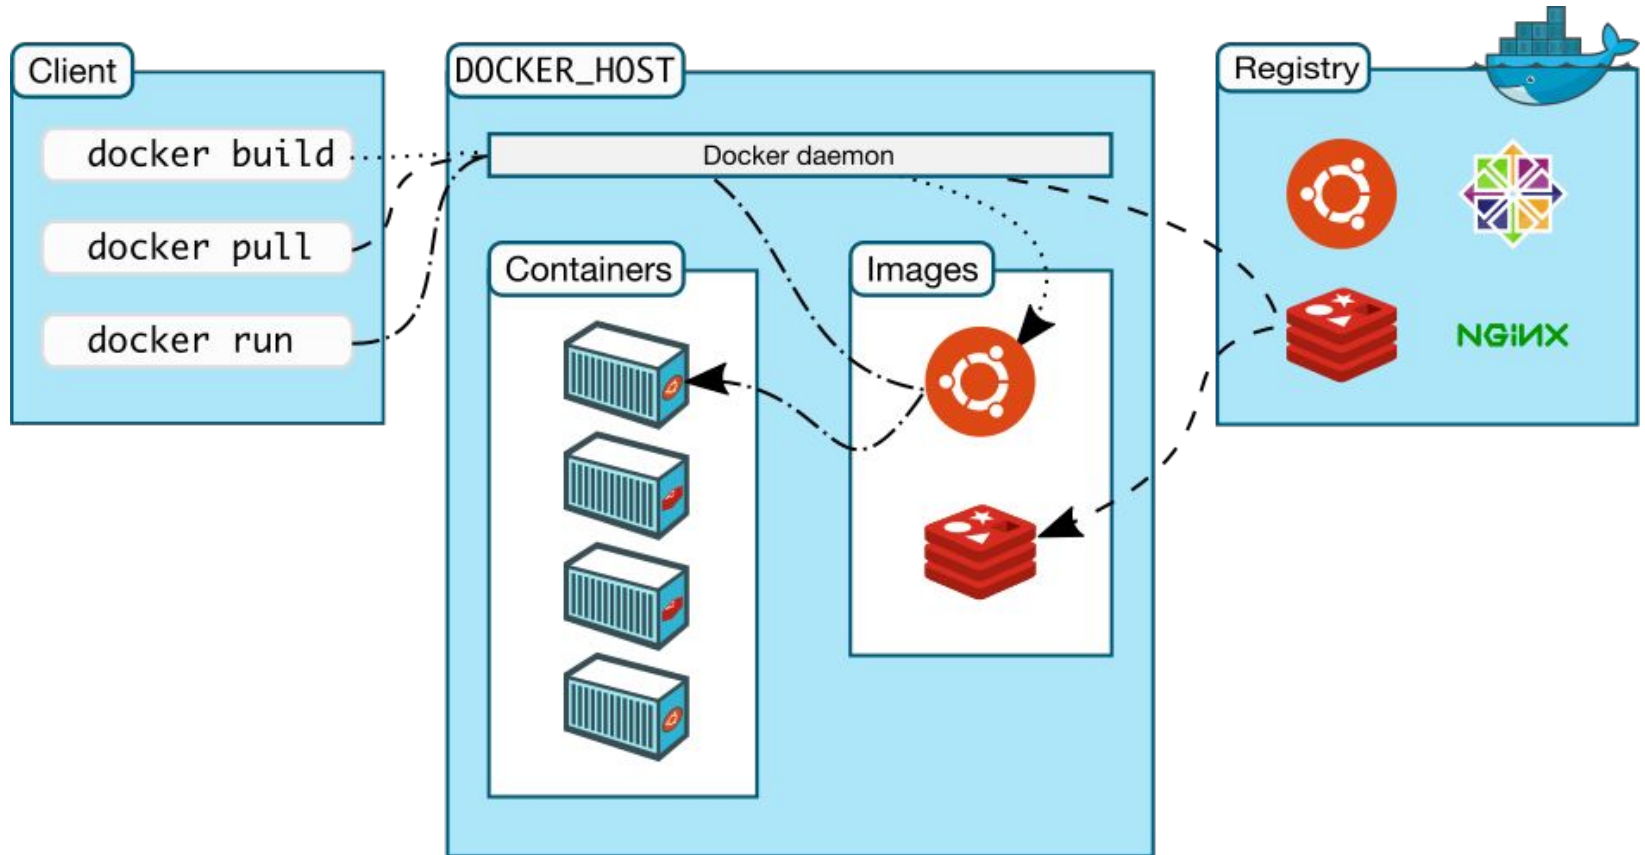 Client
docker build
docker pull
docker run
DOCKER_HOST
Docker daemon
Containers
Images
Registry
NGINX